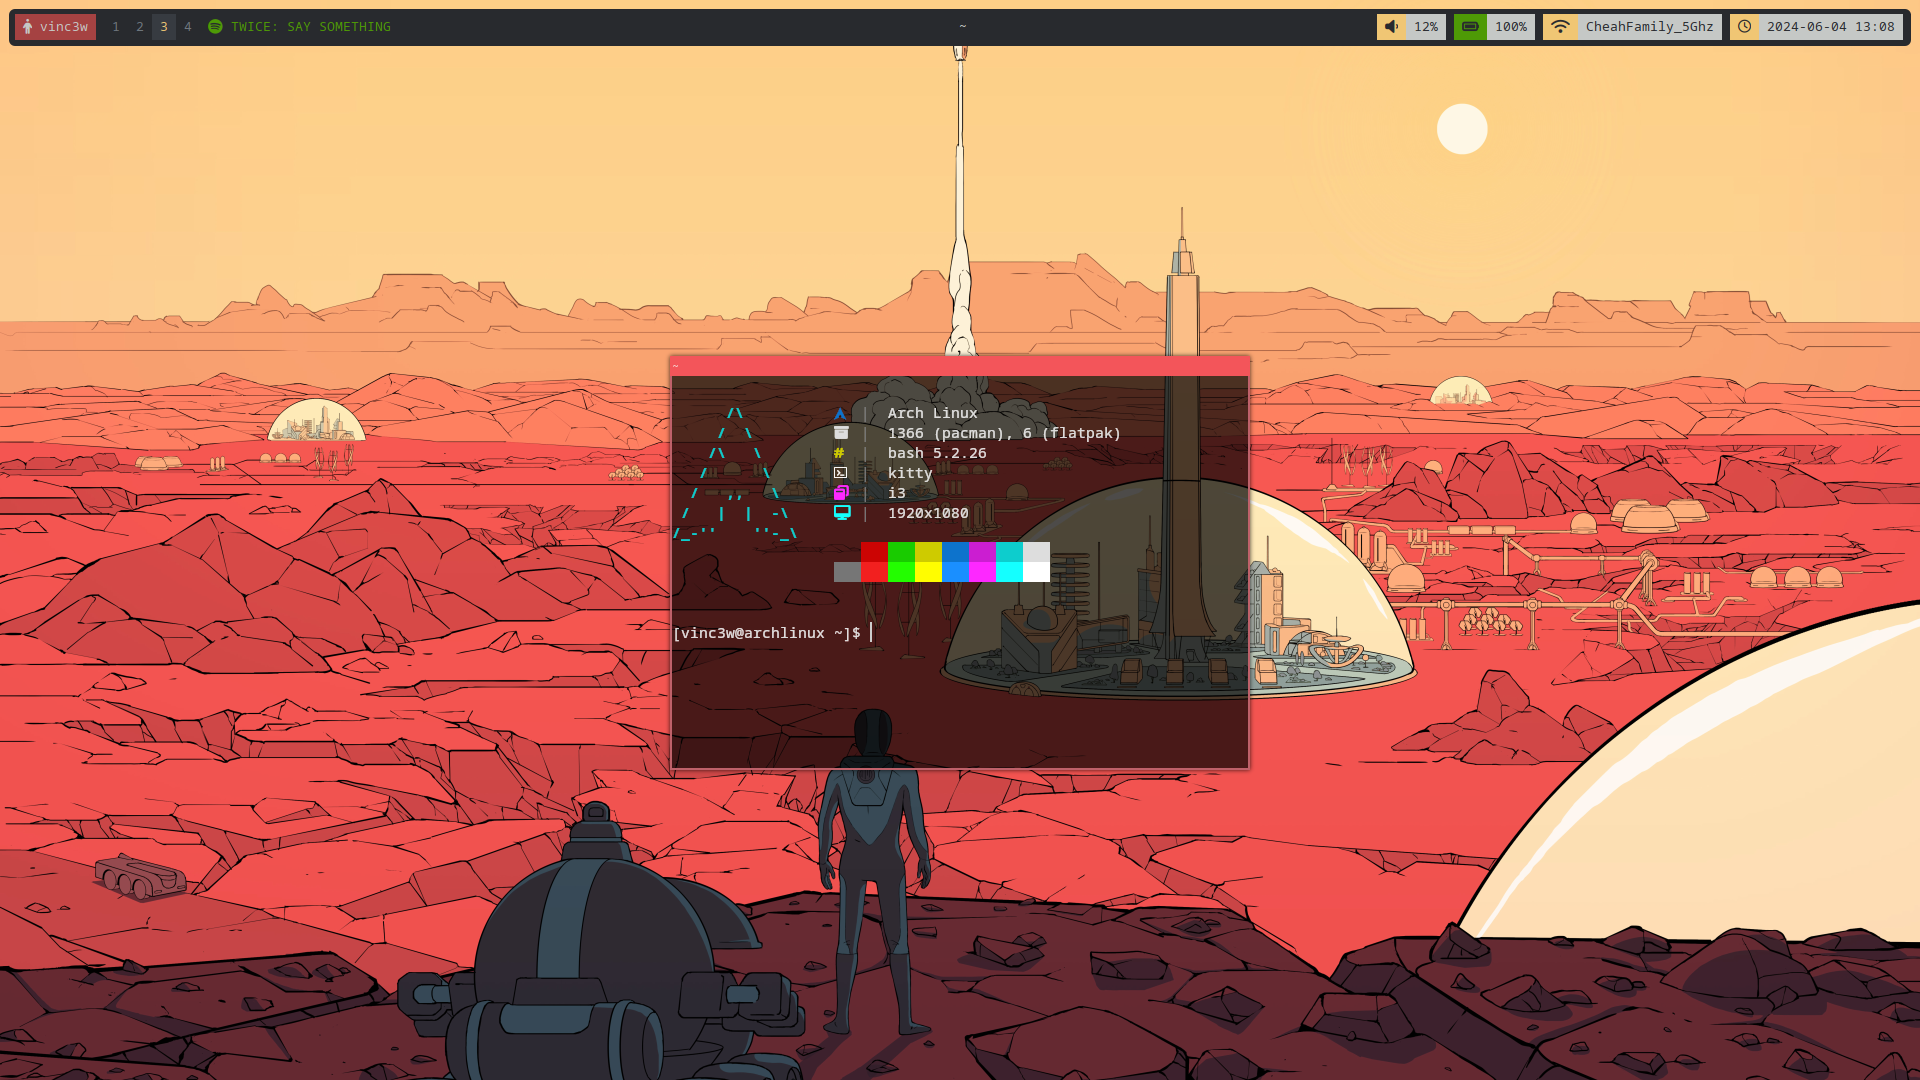 vinc3w 1 2 3 4 TWICE: SAY SOMETHING ~ 12% 100% CheahFamily_5Ghz 2024-06-04 13:08
~
Arch Linux
1366 (pacman), 6 (flatpak)
# bash 5.2.26
kitty
i3
1920x1080
[vinc3w@archlinux ~]$